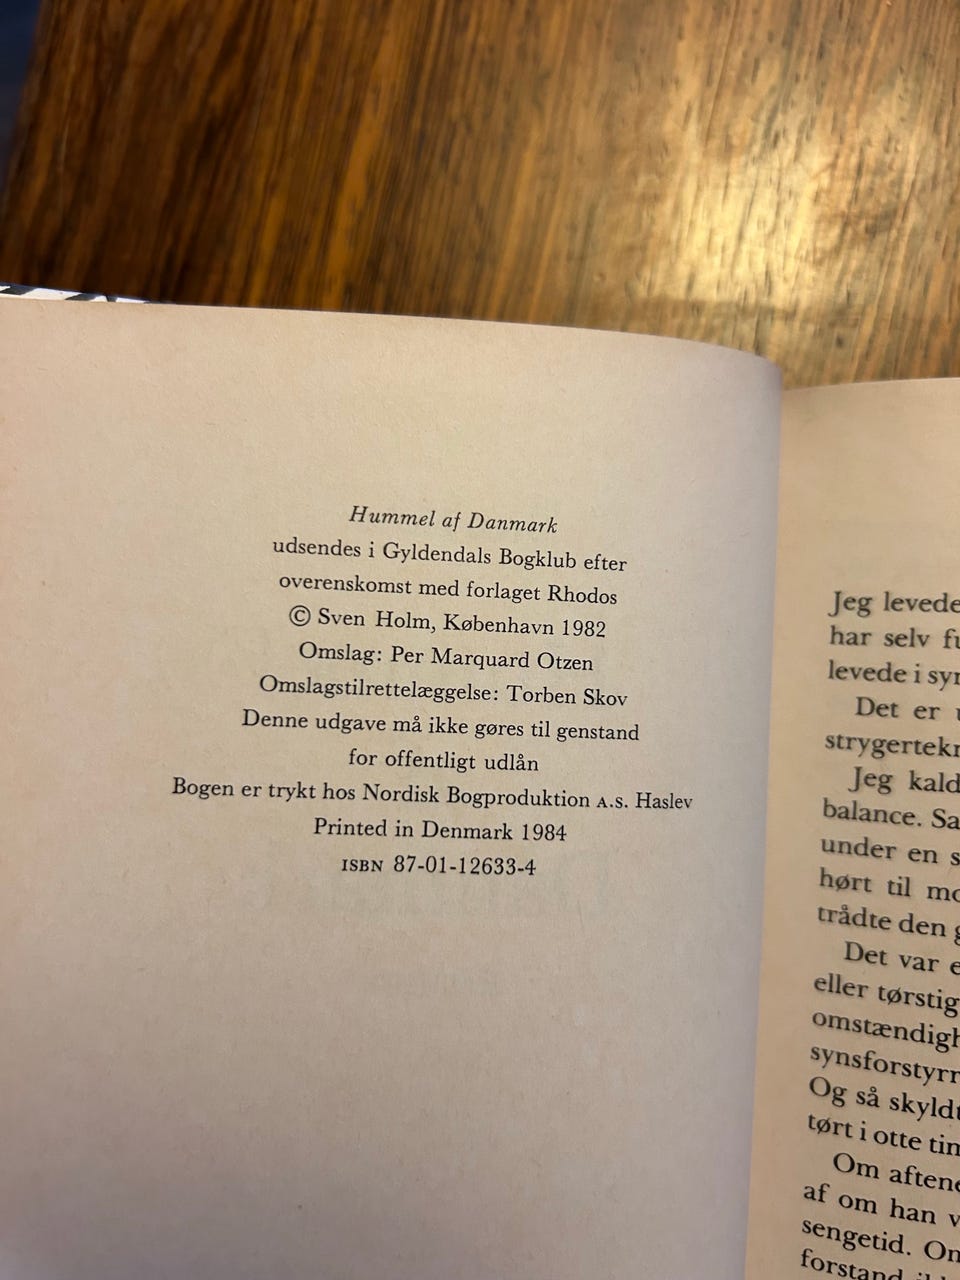 Hummel af Danmark
udsendes i Gyldendals Bogklub efter
overenskomst med forlaget Rhodos
© Sven Holm, København 1982
Omslag: Per Marquard Otzen
Omslagstilrettelæggelse: Torben Skov
Denne udgave må ikke gøres til genstand
for offentligt udlån
Bogen er trykt hos Nordisk Bogproduktion A.S. Haslev
Printed in Denmark 1984
ISBN 87-01-12633-4
Jeg levede
har selv
levede i
Det er
Jeg
balance.
under en
hørt til
trådte den
Det var
eller
Og så
tørt i otte
Om
af om han
sengetid.